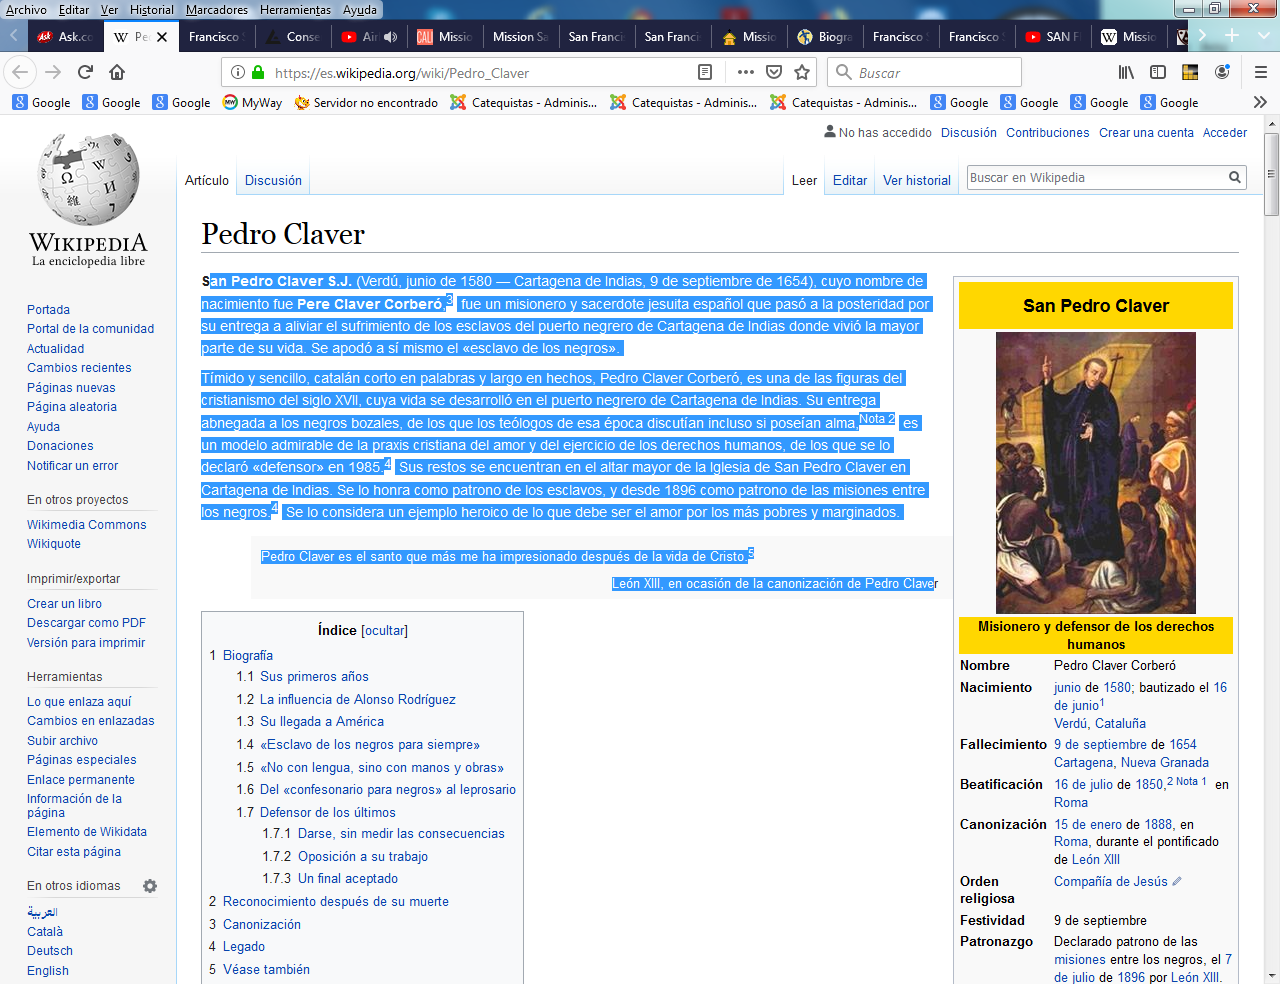 Archivo Editar Ver Historial Marcadores Herramientas Ayuda
Ask.co Pe Francisco S Conse Air Missio Mission Sa San Franci San Franci Missio Biogra Francisco S Francisco S SAN F Missio
https://es.wikipedia.org/wiki/Pedro_Claver Buscar
Google Google Google MyWay Servidor no encontrado Catequistas - Adminis... Catequistas - Adminis... Catequistas - Adminis... Google Google Google Google
No has accedido Discusión Contribuciones Crear una cuenta Acceder
Artículo Discusión Leer Editar Ver historial Buscar en Wikipedia
WIKIPEDIA
La enciclopedia libre
Portada
Portal de la comunidad
Actualidad
Cambios recientes
Páginas nuevas
Página aleatoria
Ayuda
Donaciones
Notificar un error
En otros proyectos
Wikimedia Commons
Wikiquote
Imprimir/exportar
Crear un libro
Descargar como PDF
Versión para imprimir
Herramientas
Lo que enlaza aquí
Cambios en enlazadas
Subir archivo
Páginas especiales
Enlace permanente
Información de la
página
Elemento de Wikidata
Citar esta página
En otros idiomas
العربية
Català
Deutsch
English
Pedro Claver
San Pedro Claver S.J. (Verdú, junio de 1580 — Cartagena de Indias, 9 de septiembre de 1654), cuyo nombre de
nacimiento fue Pere Claver Corberó,3 fue un misionero y sacerdote jesuita español que pasó a la posteridad por
su entrega a aliviar el sufrimiento de los esclavos del puerto negrero de Cartagena de Indias donde vivió la mayor
parte de su vida. Se apodó a sí mismo el «esclavo de los negros».
Tímido y sencillo, catalán corto en palabras y largo en hechos, Pedro Claver Corberó, es una de las figuras del
cristianismo del siglo XVII, cuya vida se desarrolló en el puerto negrero de Cartagena de Indias. Su entrega
abnegada a los negros bozales, de los que los teólogos de esa época discutían incluso si poseían alma,Nota 2 es
un modelo admirable de la praxis cristiana del amor y del ejercicio de los derechos humanos, de los que se lo
declaró «defensor» en 1985.4 Sus restos se encuentran en el altar mayor de la Iglesia de San Pedro Claver en
Cartagena de Indias. Se lo honra como patrono de los esclavos, y desde 1896 como patrono de las misiones entre
los negros.4 Se lo considera un ejemplo heroico de lo que debe ser el amor por los más pobres y marginados.
Pedro Claver es el santo que más me ha impresionado después de la vida de Cristo.5
León XIII, en ocasión de la canonización de Pedro Claver
Índice [ocultar]
1 Biografía
1.1 Sus primeros años
1.2 La influencia de Alonso Rodríguez
1.3 Su llegada a América
1.4 «Esclavo de los negros para siempre»
1.5 «No con lengua, sino con manos y obras»
1.6 Del «confesonario para negros» al leprosario
1.7 Defensor de los últimos
1.7.1 Darse, sin medir las consecuencias
1.7.2 Oposición a su trabajo
1.7.3 Un final aceptado
2 Reconocimiento después de su muerte
3 Canonización
4 Legado
5 Véase también
San Pedro Claver
Misionero y defensor de los derechos
humanos
Nombre Pedro Claver Corberó
Nacimiento junio de 1580; bautizado el 16
de junio1
Verdú, Cataluña
Fallecimiento 9 de septiembre de 1654
Cartagena, Nueva Granada
Beatificación 16 de julio de 1850,2 Nota 1 en
Roma
Canonización 15 de enero de 1888, en
Roma, durante el pontificado
de León XIII
Orden Compañía de Jesús
religiosa
Festividad 9 de septiembre
Patronazgo Declarado patrono de las
misiones entre los negros, el 7
de julio de 1896 por León XIII.